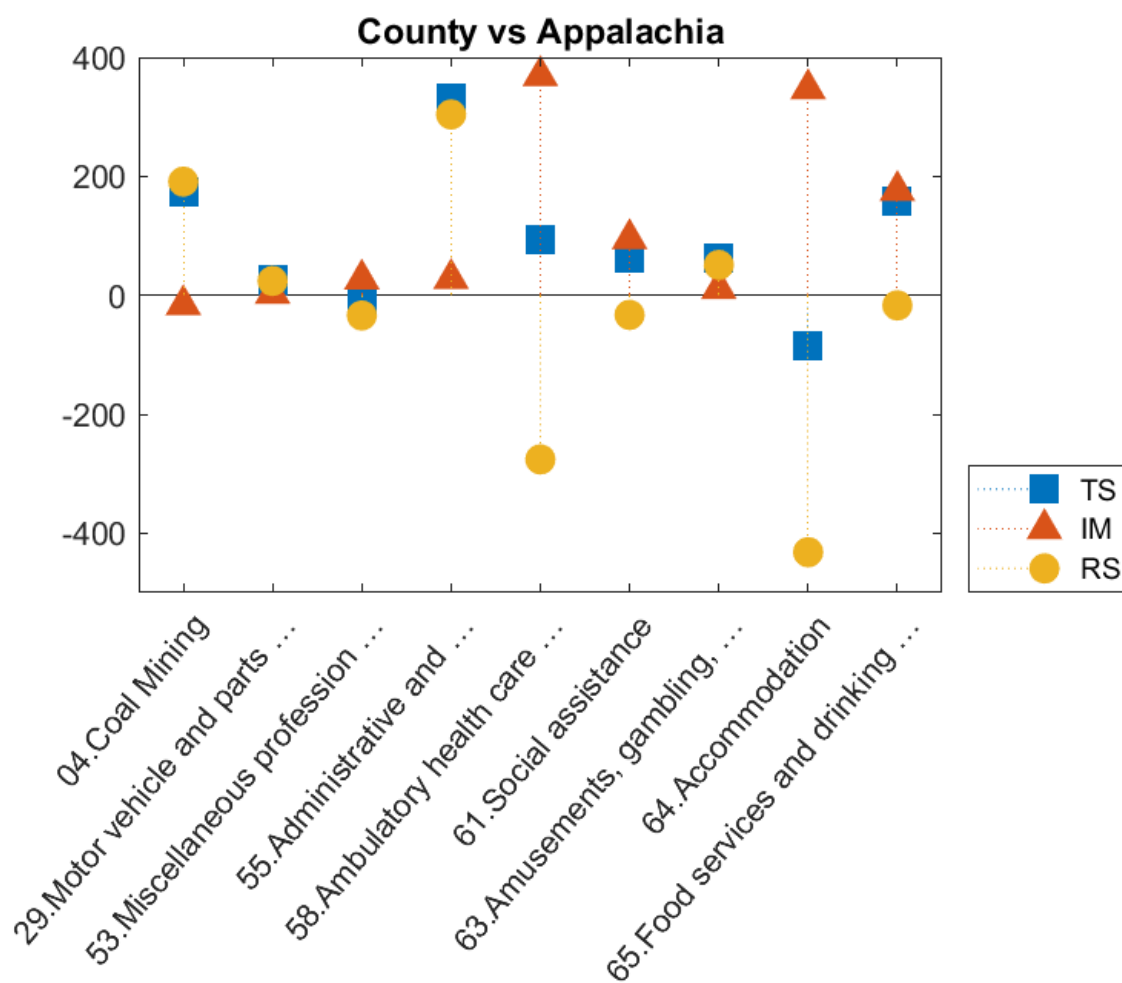 County vs Appalachia
400
200
0
-200
-400
TS
IM
RS
04.Coal Mining
29.Motor vehicle and parts …
53.Miscellaneous profession …
55.Administrative and …
58.Ambulatory health care …
61.Social assistance
63.Amusements, gambling, …
64.Accommodation
65.Food services and drinking …